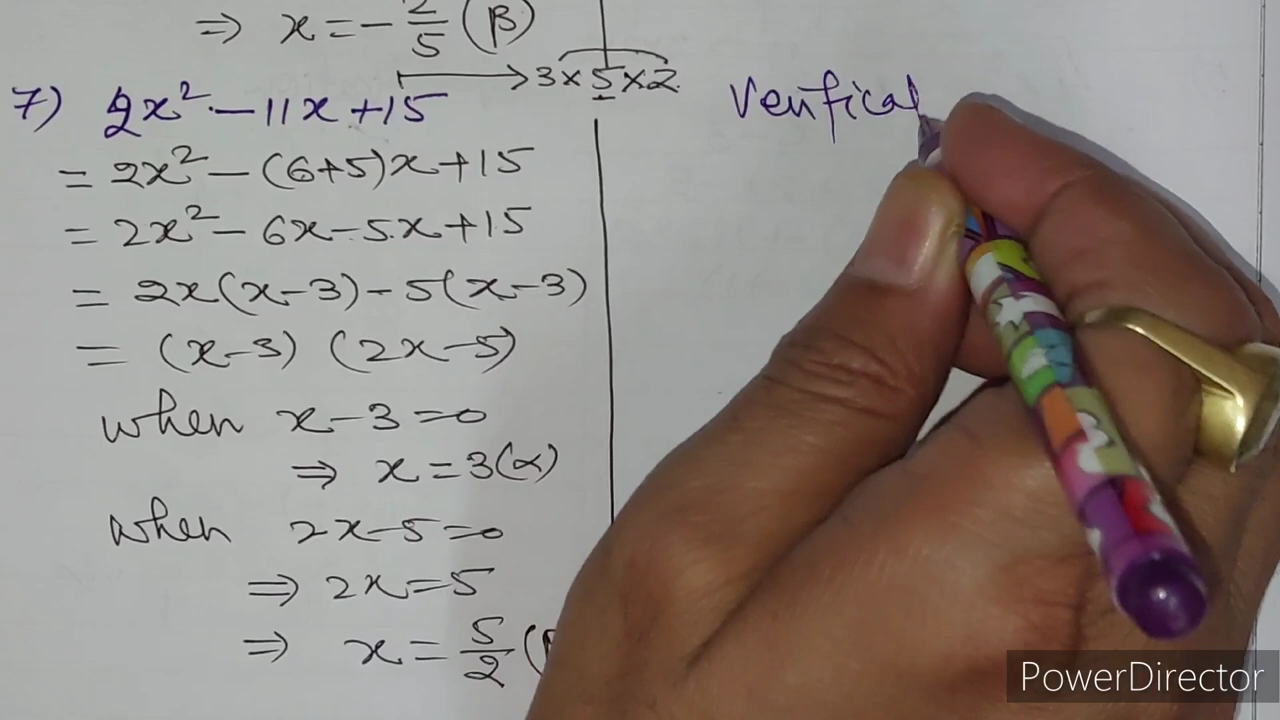 ⇒ x = - 2/5 (β)
7) 2x² - 11x + 15 → 3×5×2
= 2x² - (6+5)x + 15
= 2x² - 6x - 5x + 15
= 2x(x-3) - 5(x-3)
= (x-3) (2x-5)
when x-3=0
⇒ x = 3(α)
when 2x-5=0
⇒ 2x=5
⇒ x = 5/2 (
Verificat
PowerDirector